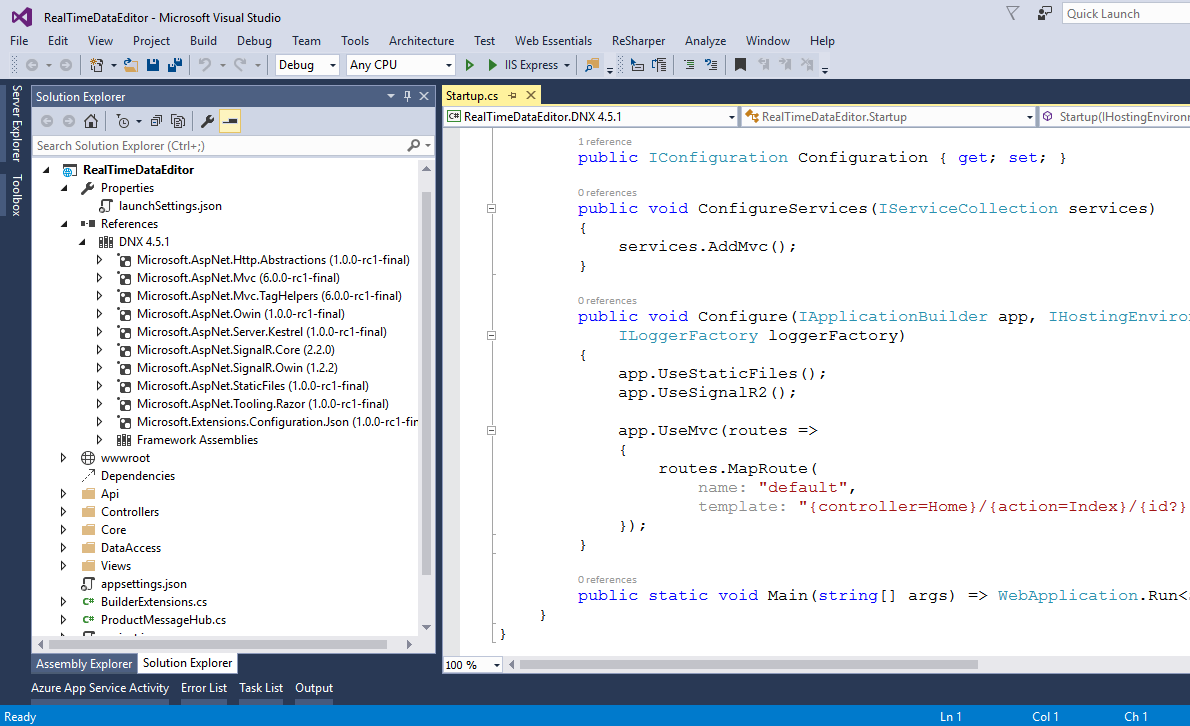 RealTimeDataEditor - Microsoft Visual Studio
Quick Launch
File Edit View Project Build Debug Team Tools Architecture Test Web Essentials ReSharper Analyze Window Help
Debug Any CPU IIS Express
Server Explorer
Toolbox
Solution Explorer
Search Solution Explorer (Ctrl+;)
RealTimeDataEditor
Properties
launchSettings.json
References
DNX 4.5.1
Microsoft.AspNet.Http.Abstractions (1.0.0-rc1-final)
Microsoft.AspNet.Mvc (6.0.0-rc1-final)
Microsoft.AspNet.Mvc.TagHelpers (6.0.0-rc1-final)
Microsoft.AspNet.Owin (1.0.0-rc1-final)
Microsoft.AspNet.Server.Kestrel (1.0.0-rc1-final)
Microsoft.AspNet.SignalR.Core (2.2.0)
Microsoft.AspNet.SignalR.Owin (1.2.2)
Microsoft.AspNet.StaticFiles (1.0.0-rc1-final)
Microsoft.AspNet.Tooling.Razor (1.0.0-rc1-final)
Microsoft.Extensions.Configuration.Json (1.0.0-rc1-fin
Framework Assemblies
wwwroot
Dependencies
Api
Controllers
Core
DataAccess
Views
appsettings.json
C# BuilderExtensions.cs
C# ProductMessageHub.cs
Assembly Explorer Solution Explorer
Startup.cs
C# RealTimeDataEditor.DNX 4.5.1 RealTimeDataEditor.Startup Startup(IHostingEnvironm
1 reference
public IConfiguration Configuration { get; set; }
0 references
public void ConfigureServices(IServiceCollection services)
{
services.AddMvc();
}
0 references
public void Configure(IApplicationBuilder app, IHostingEnviron
ILoggerFactory loggerFactory)
{
app.UseStaticFiles();
app.UseSignalR2();
app.UseMvc(routes =>
{
routes.MapRoute(
name: "default",
template: "{controller=Home}/{action=Index}/{id?}
});
}
0 references
public static void Main(string[] args) => WebApplication.Run<
}
}
100 %
Azure App Service Activity Error List Task List Output
Ready Ln 1 Col 1 Ch 1